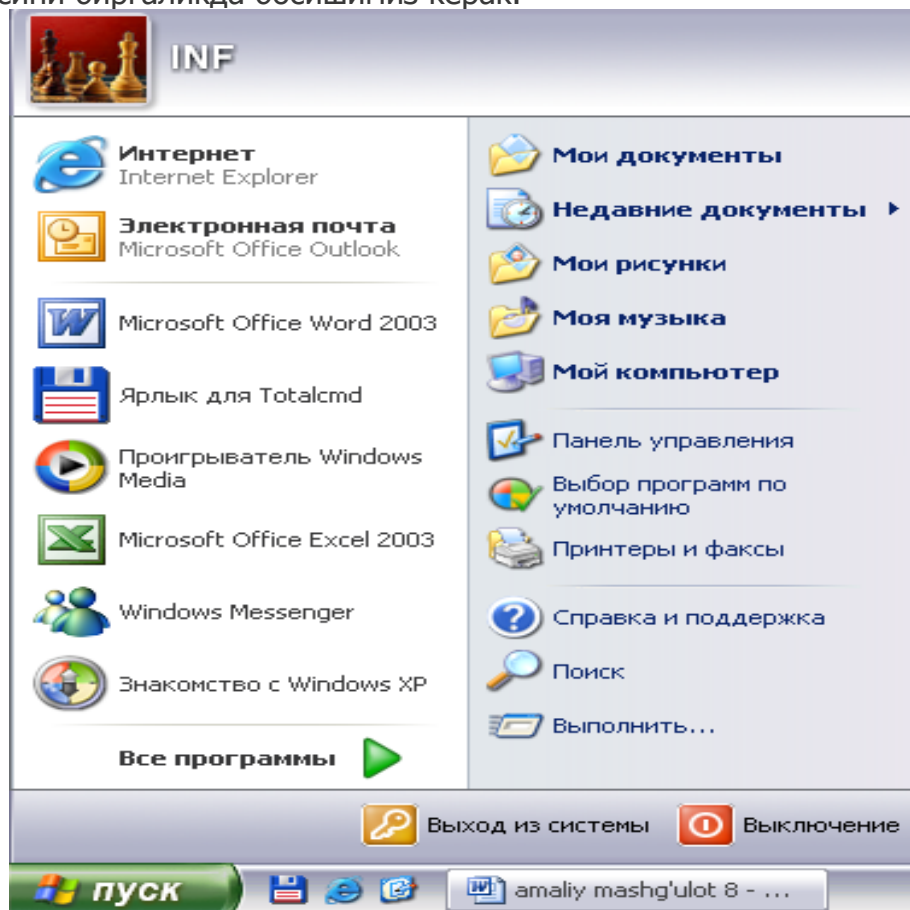 биргаликда босишимиз керак.
INF
Интернет
Internet Explorer
Электронная почта
Microsoft Office Outlook
Microsoft Office Word 2003
Ярлык для Totalcmd
Проигрыватель Windows
Media
Microsoft Office Excel 2003
Windows Messenger
Знакомство с Windows XP
Все программы
Мои документы
Недавние документы
Мои рисунки
Моя музыка
Мой компьютер
Панель управления
Выбор программ по
умолчанию
Принтеры и факсы
Справка и поддержка
Поиск
Выполнить...
Выход из системы
Выключение
пуск
amaliy mashg'ulot 8 - ...